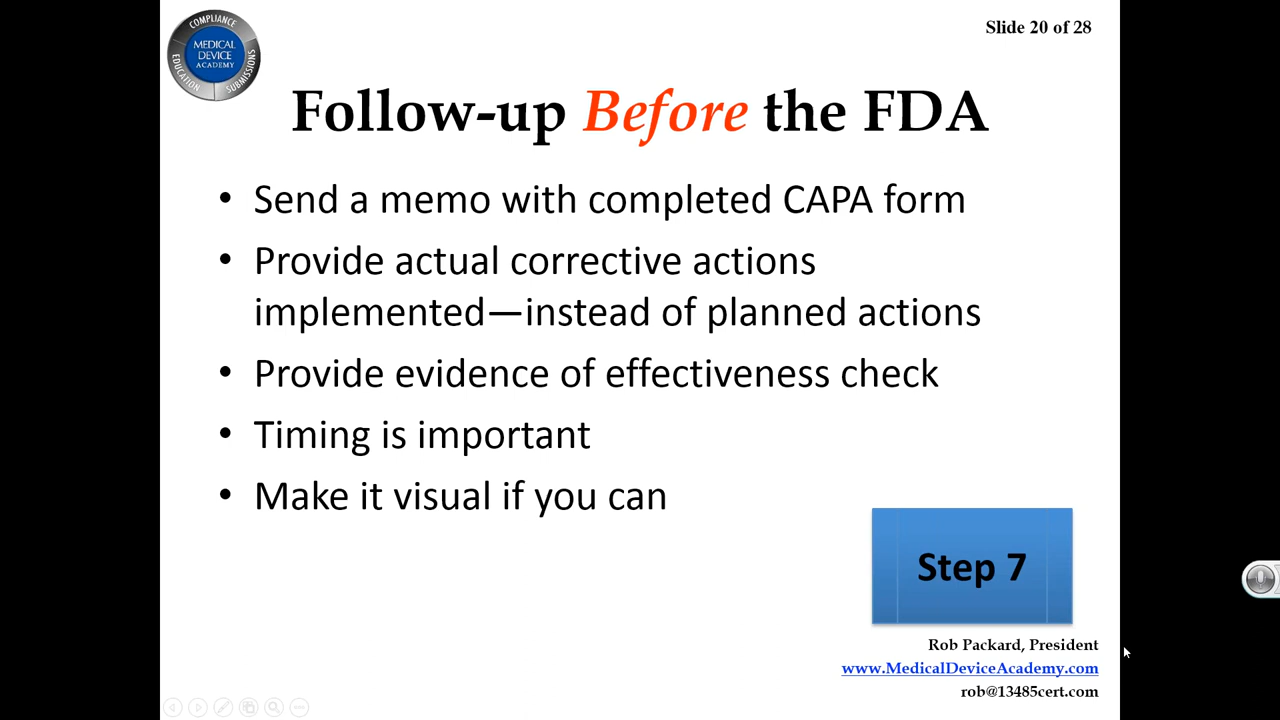 COMPLIANCE
MEDICAL
DEVICE
ACADEMY
EDUCATION
SUBMISSIONS
Slide 20 of 28
Follow-up Before the FDA
• Send a memo with completed CAPA form
• Provide actual corrective actions
implemented—instead of planned actions
• Provide evidence of effectiveness check
• Timing is important
• Make it visual if you can
Step 7
Rob Packard, President
www.MedicalDeviceAcademy.com
rob@13485cert.com